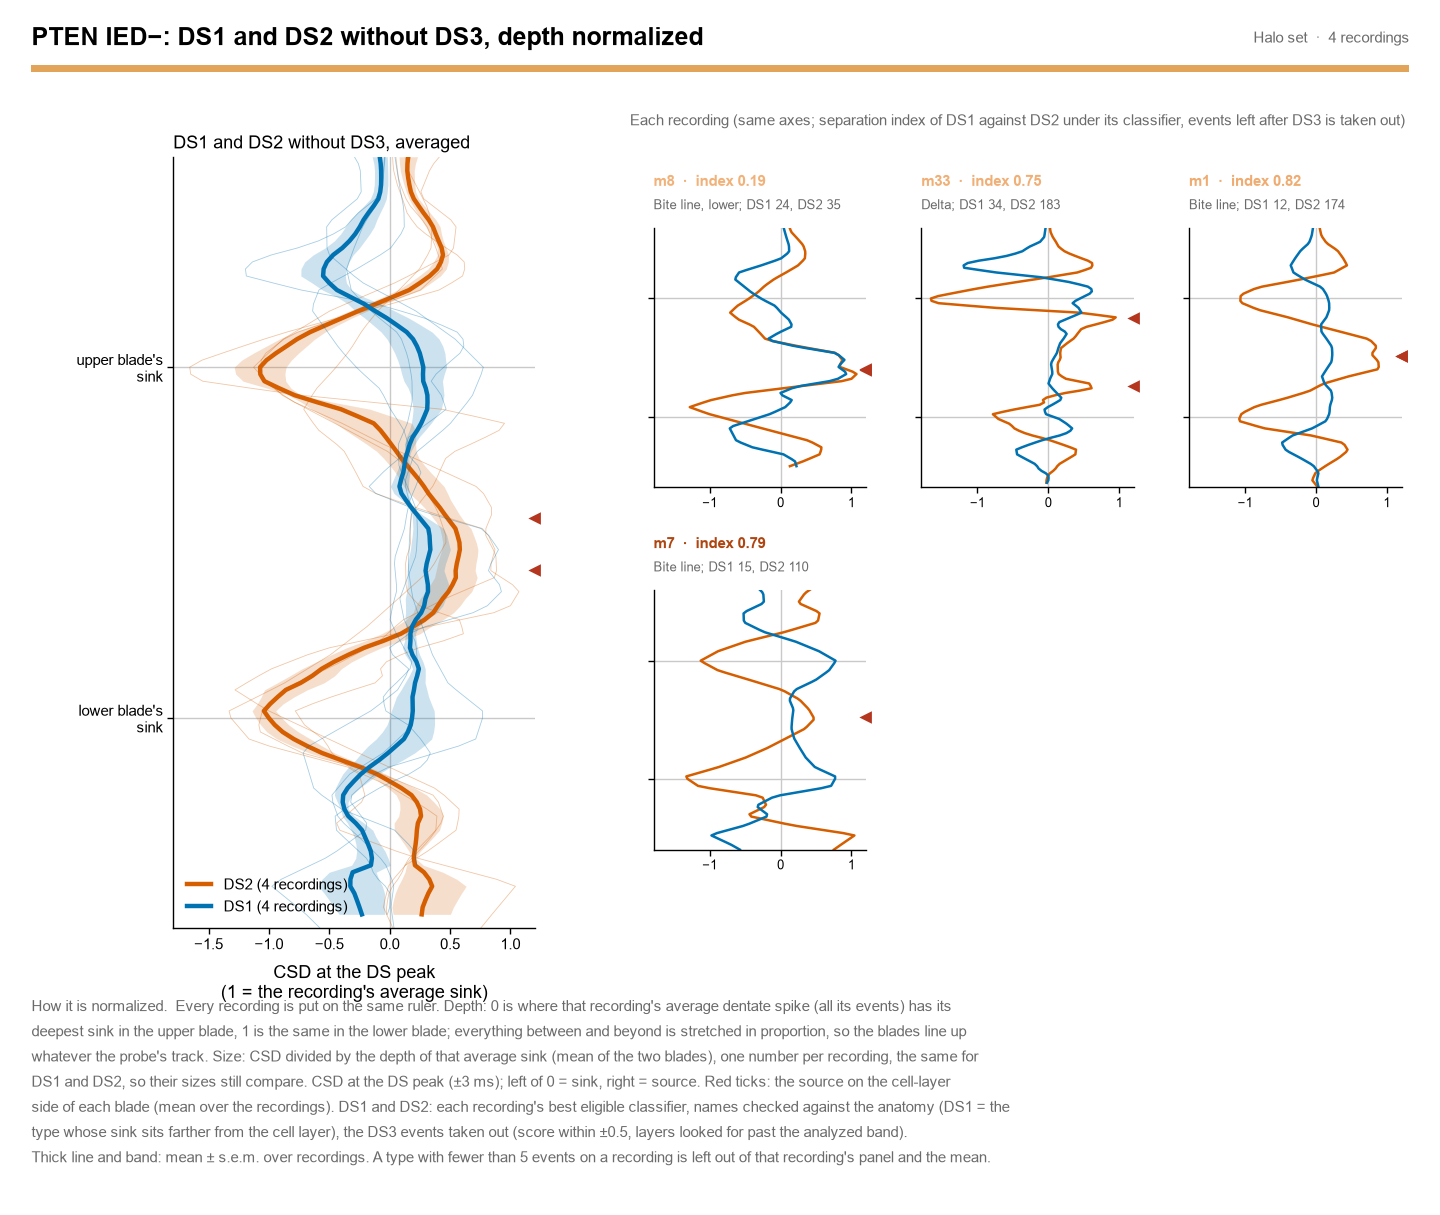 PTEN IED−: DS1 and DS2 without DS3, depth normalized
Halo set · 4 recordings
Each recording (same axes; separation index of DS1 against DS2 under its classifier, events left after DS3 is taken out)
DS1 and DS2 without DS3, averaged
upper blade's
sink
lower blade's
sink
DS2 (4 recordings)
DS1 (4 recordings)
−1.5 −1.0 −0.5 0.0 0.5 1.0
CSD at the DS peak
(1 = the recording's average sink)
m8 · index 0.19
Bite line, lower; DS1 24, DS2 35
−1 0 1
m33 · index 0.75
Delta; DS1 34, DS2 183
−1 0 1
m1 · index 0.82
Bite line; DS1 12, DS2 174
−1 0 1
m7 · index 0.79
Bite line; DS1 15, DS2 110
−1 0 1
How it is normalized. Every recording is put on the same ruler. Depth: 0 is where that recording's average dentate spike (all its events) has its
deepest sink in the upper blade, 1 is the same in the lower blade; everything between and beyond is stretched in proportion, so the blades line up
whatever the probe's track. Size: CSD divided by the depth of that average sink (mean of the two blades), one number per recording, the same for
DS1 and DS2, so their sizes still compare. CSD at the DS peak (±3 ms); left of 0 = sink, right = source. Red ticks: the source on the cell-layer
side of each blade (mean over the recordings). DS1 and DS2: each recording's best eligible classifier, names checked against the anatomy (DS1 = the
type whose sink sits farther from the cell layer), the DS3 events taken out (score within ±0.5, layers looked for past the analyzed band).
Thick line and band: mean ± s.e.m. over recordings. A type with fewer than 5 events on a recording is left out of that recording's panel and the mean.